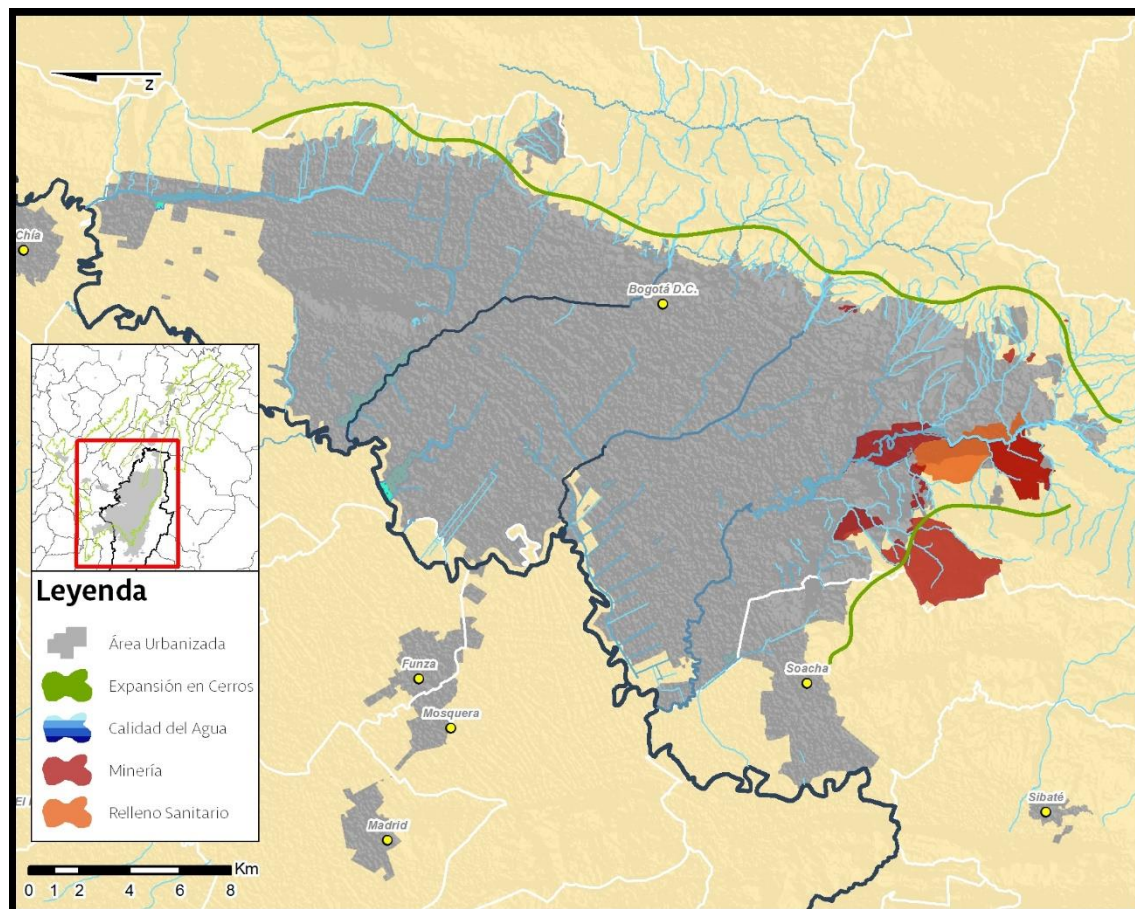 Z
Chía
Bogotá D.C.
Funza
Mosquera
Soacha
Madrid
Sibaté
El
Leyenda
Área Urbanizada
Expansión en Cerros
Calidad del Agua
Minería
Relleno Sanitario
Km
0 1 2 4 6 8